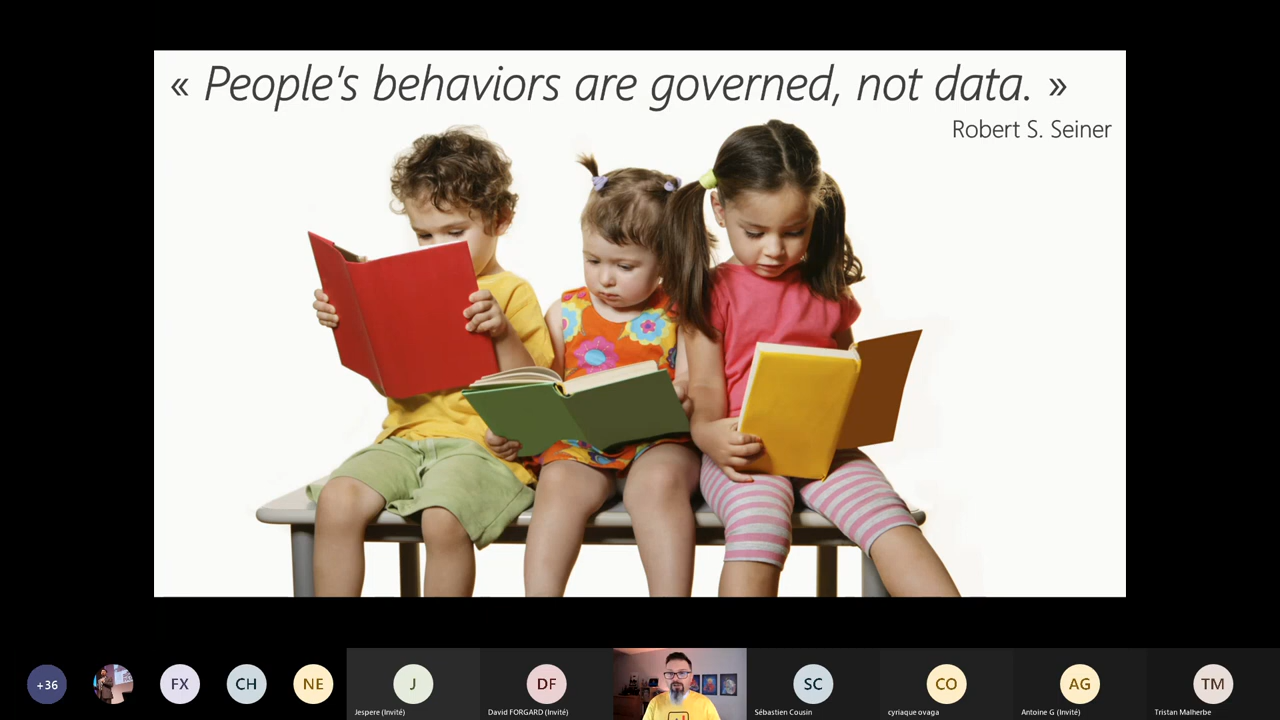 « People's behaviors are governed, not data. »
Robert S. Seiner
+36
FX
CH
NE
J
DF
SC
CO
AG
TM
Jespere (Invité)
David FORGARD (Invité)
Sébastien Cousin
cyriaque ovaga
Antoine G (Invité)
Tristan Malherbe